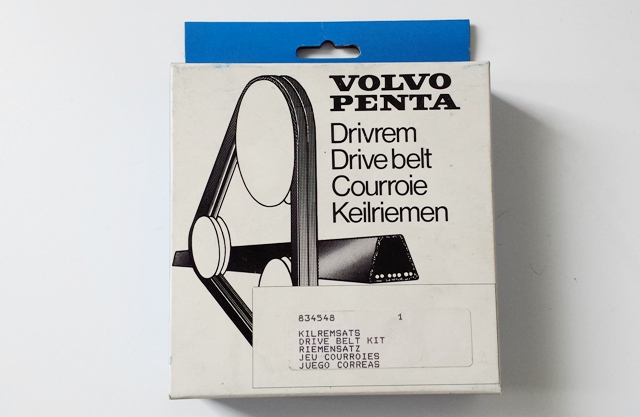 VOLVO
PENTA
Drivrem
Drive belt
Courroie
Keilriemen
834548 1
KILREMSATS
DRIVE BELT KIT
RIEMENSATZ
JEU COURROIES
JUEGO CORREAS